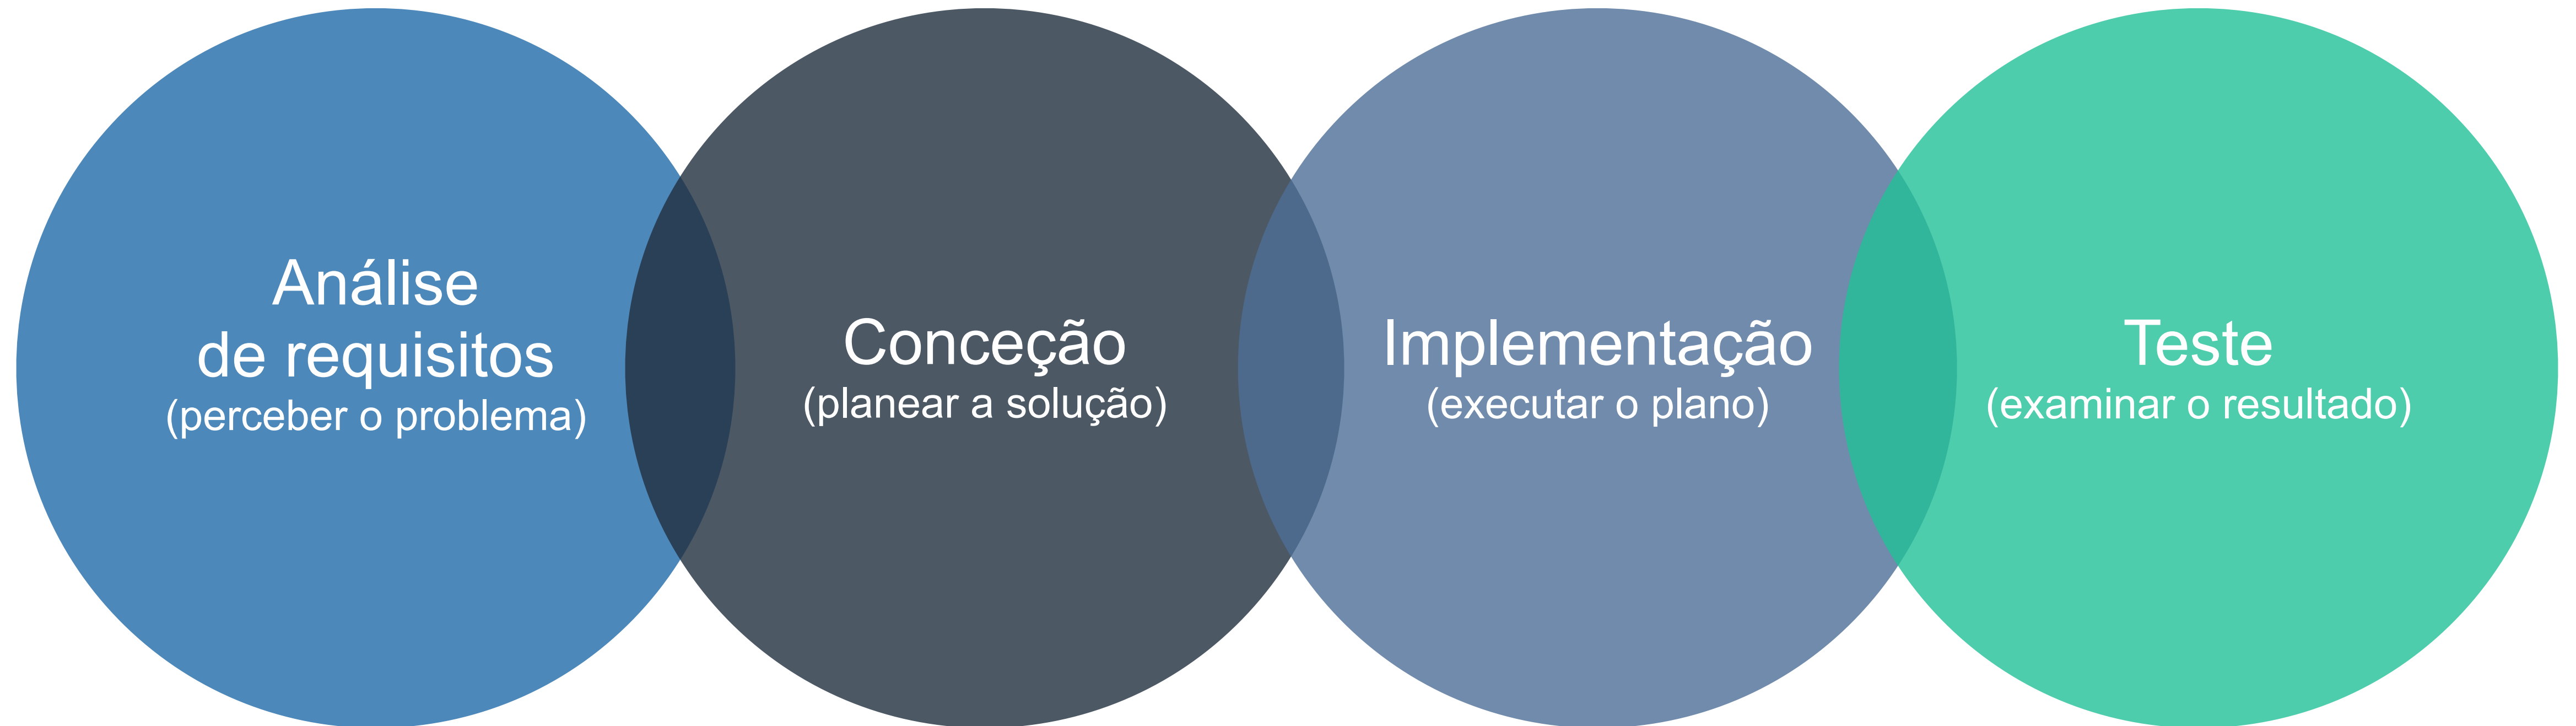 Análise
de requisitos
(perceber o problema)
Conceção
(planear a solução)
Implementação
(executar o plano)
Teste
(examinar o resultado)